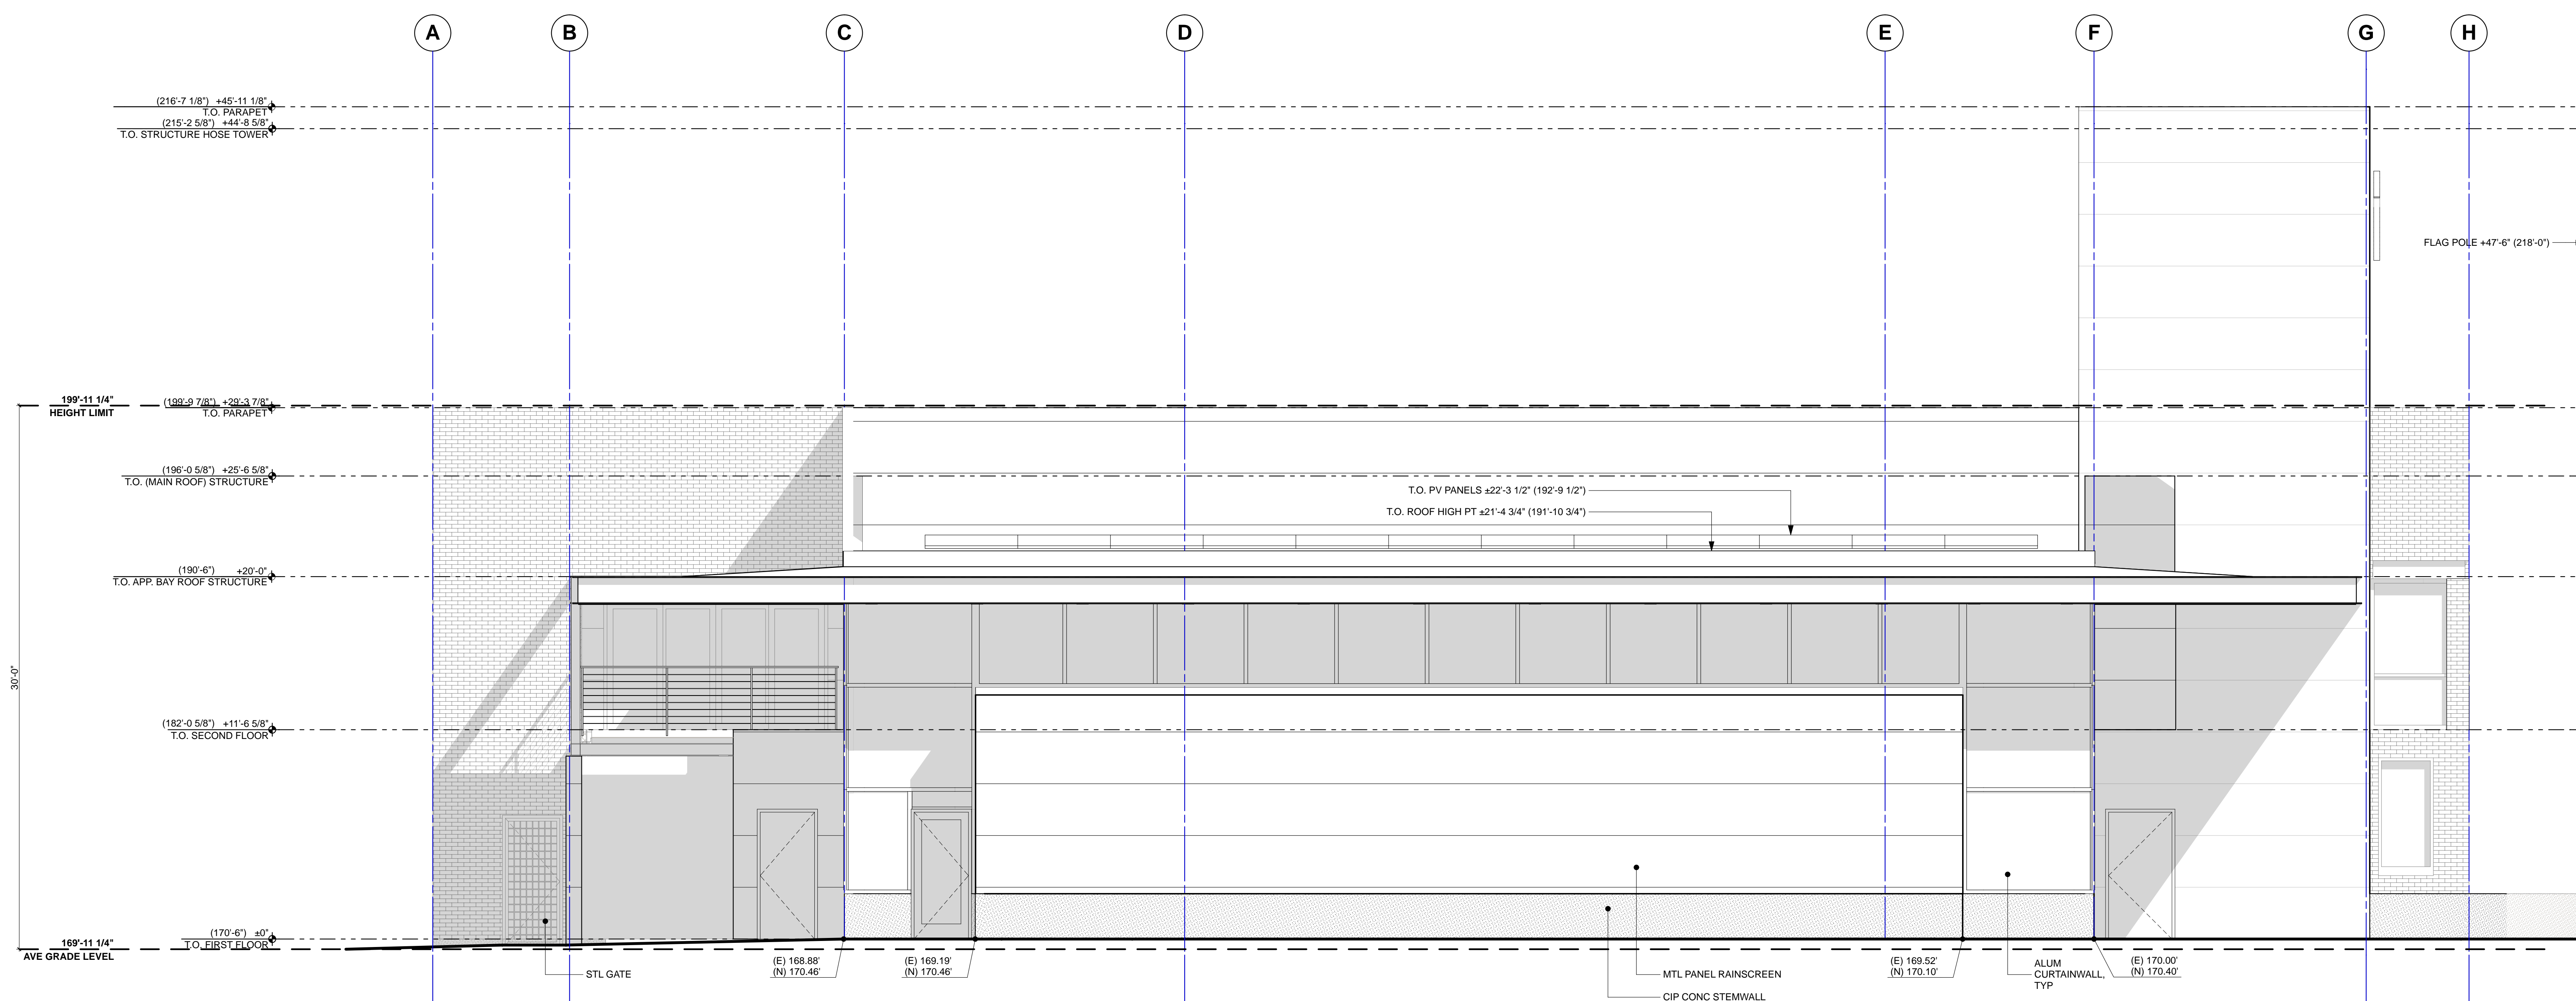 A B C D E F G H
(216'-7 1/8") +45'-11 1/8"
T.O. PARAPET
(215'-2 5/8") +44'-8 5/8"
T.O. STRUCTURE HOSE TOWER
FLAG POLE +47'-6" (218'-0")
199'-11 1/4"
HEIGHT LIMIT
(199'-9 7/8") +29'-3 7/8"
T.O. PARAPET
(196'-0 5/8") +25'-6 5/8"
T.O. (MAIN ROOF) STRUCTURE
T.O. PV PANELS ±22'-3 1/2" (192'-9 1/2")
T.O. ROOF HIGH PT ±21'-4 3/4" (191'-10 3/4")
(190'-6") +20'-0"
T.O. APP. BAY ROOF STRUCTURE
30'-0"
(182'-0 5/8") +11'-6 5/8"
T.O. SECOND FLOOR
(170'-6") ±0"
T.O. FIRST FLOOR
169'-11 1/4"
AVE GRADE LEVEL
STL GATE
(E) 168.88'
(N) 170.46'
(E) 169.19'
(N) 170.46'
MTL PANEL RAINSCREEN
CIP CONC STEMWALL
(E) 169.52'
(N) 170.10'
ALUM
CURTAINWALL,
TYP
(E) 170.00'
(N) 170.40'